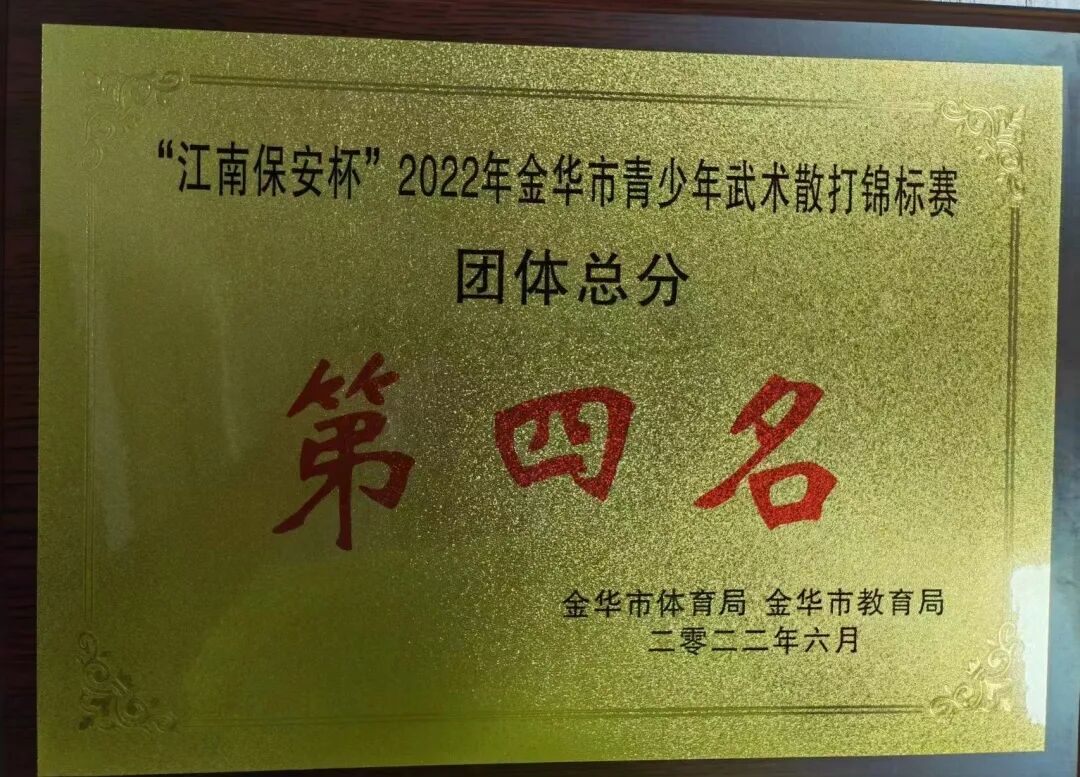 “江南保安杯”2022年金华市青少年武术散打锦标赛
团体总分
第四名
金华市体育局 金华市教育局
二零二二年六月